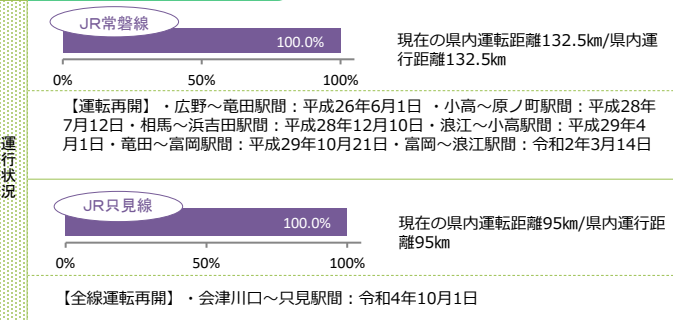 運行状況
JR常磐線
100.0%
0%
50%
100%
現在の県内運転距離132.5㎞/県内運
行距離132.5㎞
【運転再開】・広野～竜田駅間：平成26年6月1日 ・小高～原ノ町駅間：平成28年
7月12日・相馬～浜吉田駅間：平成28年12月10日・浪江～小高駅間：平成29年4
月1日・竜田～富岡駅間：平成29年10月21日・富岡～浪江駅間：令和2年3月14日
JR只見線
100.0%
0%
50%
100%
現在の県内運転距離95㎞/県内運行距
離95㎞
【全線運転再開】・会津川口～只見駅間：令和4年10月1日